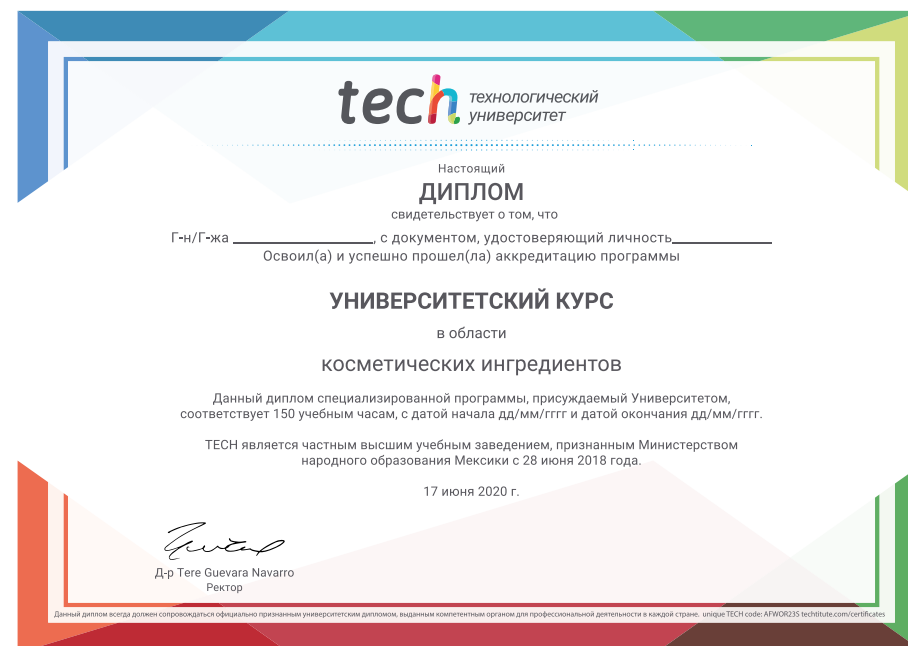 tech технологический
университет
Настоящий
ДИПЛОМ
свидетельствует о том, что
Г-н/Г-жа ____________________, с документом, удостоверяющий личность______________
Освоил(а) и успешно прошел(ла) аккредитацию программы
УНИВЕРСИТЕТСКИЙ КУРС
в области
косметических ингредиентов
Данный диплом специализированной программы, присуждаемый Университетом,
соответствует 150 учебным часам, с датой начала дд/мм/гггг и датой окончания дд/мм/гггг.
TECH является частным высшим учебным заведением, признанным Министерством
народного образования Мексики с 28 июня 2018 года.
17 июня 2020 г.
Д-р Tere Guevara Navarro
Ректор
Данный диплом всегда должен сопровождаться официально признанным университетским дипломом, выданным компетентным органом для профессиональной деятельности в каждой стране. unique TECH code: AFWOR23S techtitute.com/certificates